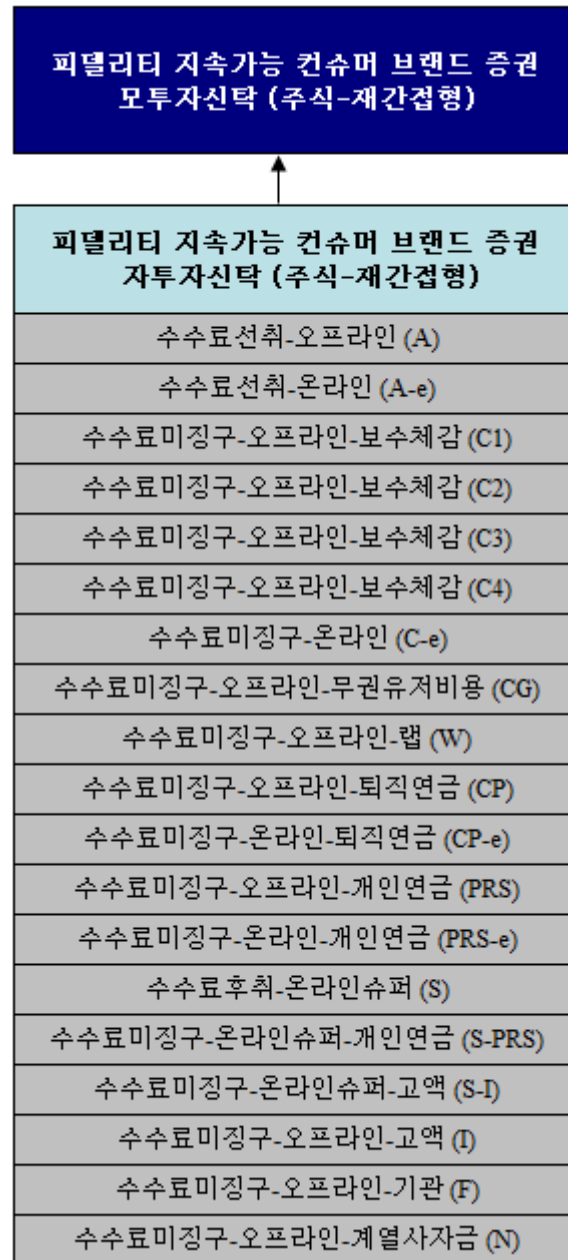 피델리티 지속가능 컨슈머 브랜드 증권
모투자신탁 (주식-재간접형)
피델리티 지속가능 컨슈머 브랜드 증권
자투자신탁 (주식-재간접형)
수수료선취-오프라인 (A)
수수료선취-온라인 (A-e)
수수료미징구-오프라인-보수체감 (C1)
수수료미징구-오프라인-보수체감 (C2)
수수료미징구-오프라인-보수체감 (C3)
수수료미징구-오프라인-보수체감 (C4)
수수료미징구-온라인 (C-e)
수수료미징구-오프라인-무권유저비용 (CG)
수수료미징구-오프라인-랩 (W)
수수료미징구-오프라인-퇴직연금 (CP)
수수료미징구-온라인-퇴직연금 (CP-e)
수수료미징구-오프라인-개인연금 (PRS)
수수료미징구-온라인-개인연금 (PRS-e)
수수료후취-온라인슈퍼 (S)
수수료미징구-온라인슈퍼-개인연금 (S-PRS)
수수료미징구-온라인슈퍼-고액 (S-I)
수수료미징구-오프라인-고액 (I)
수수료미징구-오프라인-기관 (F)
수수료미징구-오프라인-계열사자금 (N)